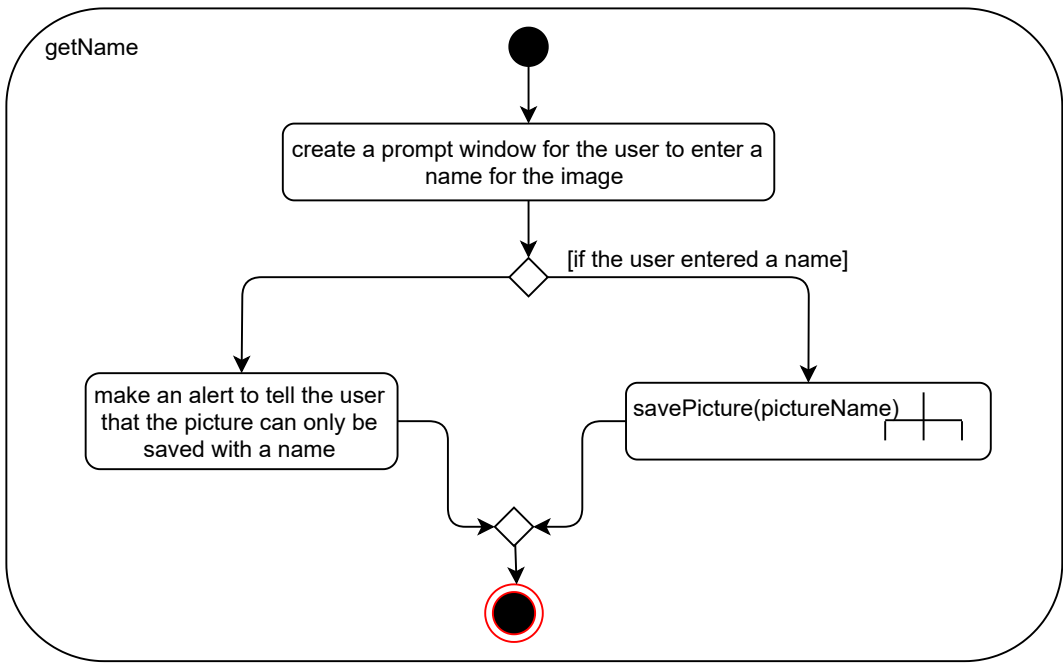 getName
create a prompt window for the user to enter a
name for the image
[if the user entered a name]
make an alert to tell the user
that the picture can only be
saved with a name
savePicture(pictureName)